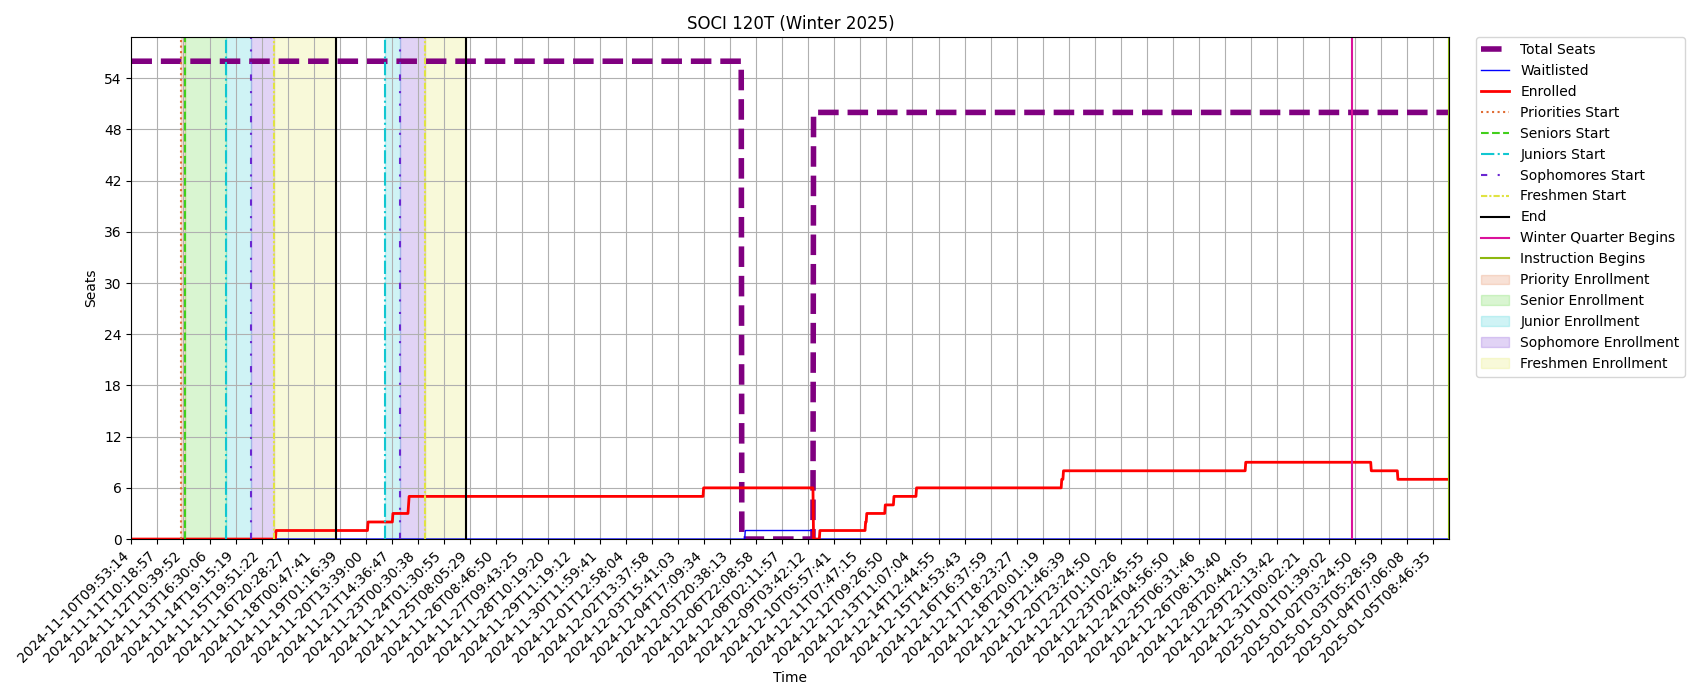 SOCI 120T (Winter 2025)
Seats
54
48
42
36
30
24
18
12
6
0
2024-11-10T09:53:14
2024-11-11T10:18:57
2024-11-12T10:39:52
2024-11-13T16:30:06
2024-11-14T19:15:19
2024-11-15T19:51:22
2024-11-16T20:28:27
2024-11-18T00:47:41
2024-11-19T01:16:39
2024-11-20T13:39:00
2024-11-21T14:36:47
2024-11-23T00:30:38
2024-11-24T01:30:55
2024-11-25T08:05:29
2024-11-26T08:46:50
2024-11-27T09:43:25
2024-11-28T10:19:20
2024-11-29T11:19:12
2024-11-30T11:59:41
2024-12-01T12:58:04
2024-12-02T13:37:58
2024-12-03T15:41:03
2024-12-04T17:09:34
2024-12-05T20:38:13
2024-12-06T22:08:58
2024-12-08T02:11:57
2024-12-09T03:42:12
2024-12-10T05:57:41
2024-12-11T07:47:15
2024-12-12T09:26:50
2024-12-13T11:07:04
2024-12-14T12:44:55
2024-12-15T14:53:43
2024-12-16T16:37:59
2024-12-17T18:23:27
2024-12-18T20:01:19
2024-12-19T21:46:39
2024-12-20T23:24:50
2024-12-22T01:10:26
2024-12-23T02:45:55
2024-12-24T04:56:50
2024-12-25T06:31:46
2024-12-26T08:13:40
2024-12-28T20:44:05
2024-12-29T22:13:42
2024-12-31T00:02:21
2025-01-01T01:39:02
2025-01-02T03:24:50
2025-01-03T05:28:59
2025-01-04T07:06:08
2025-01-05T08:46:35
Time
Total Seats
Waitlisted
Enrolled
Priorities Start
Seniors Start
Juniors Start
Sophomores Start
Freshmen Start
End
Winter Quarter Begins
Instruction Begins
Priority Enrollment
Senior Enrollment
Junior Enrollment
Sophomore Enrollment
Freshmen Enrollment